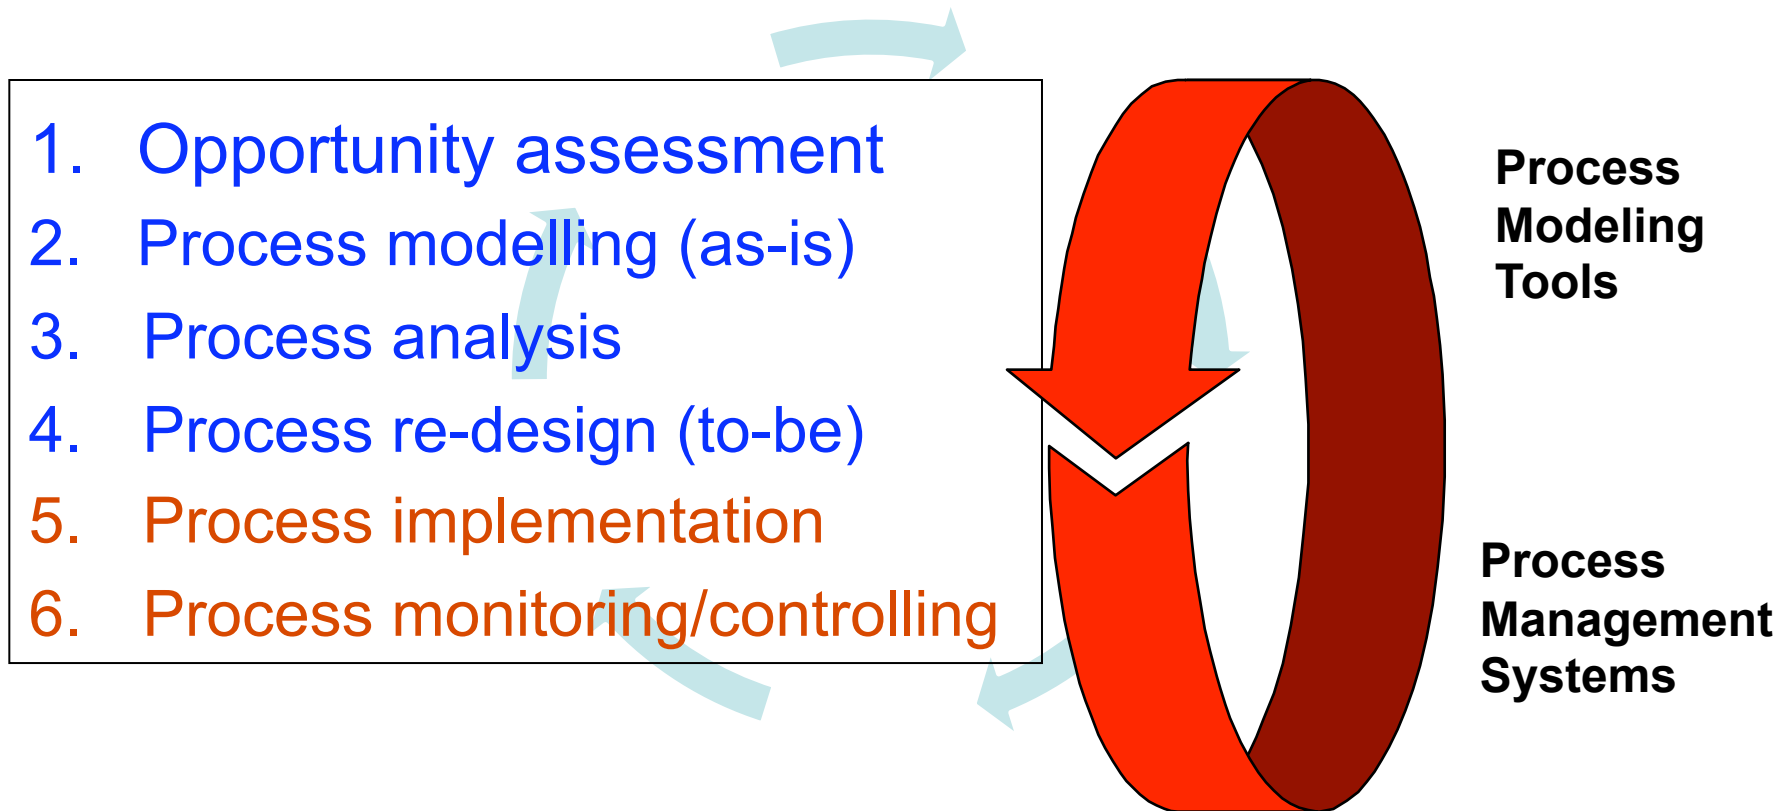 1. Opportunity assessment
2. Process modelling (as-is)
3. Process analysis
4. Process re-design (to-be)
5. Process implementation
6. Process monitoring/controlling
Process
Modeling
Tools
Process
Management
Systems